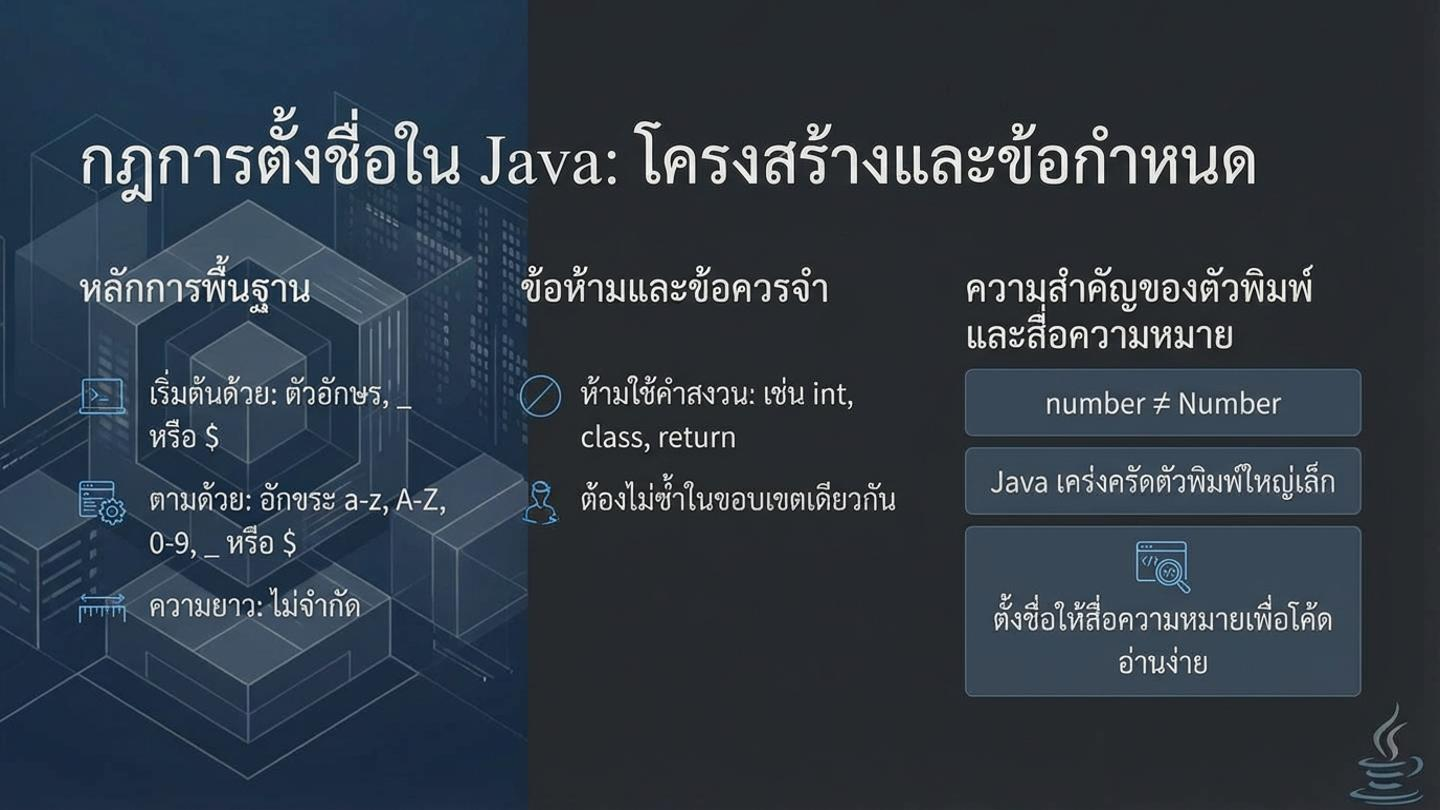 กฎการตั้งชื่อใน Java: โครงสร้างและข้อกำหนด
หลักการพื้นฐาน
เริ่มต้นด้วย: ตัวอักษร, _
หรือ $
ตามด้วย: อักขระ a-z, A-Z,
0-9, _ หรือ $
ความยาว: ไม่จำกัด
ข้อห้ามและข้อควรจำ
ห้ามใช้คำสงวน: เช่น int,
class, return
ต้องไม่ซ้ำในขอบเขตเดียวกัน
ความสำคัญของตัวพิมพ์
และสื่อความหมาย
number ≠ Number
Java เคร่งครัดตัวพิมพ์ใหญ่เล็ก
ตั้งชื่อให้สื่อความหมายเพื่อโค้ด
อ่านง่าย